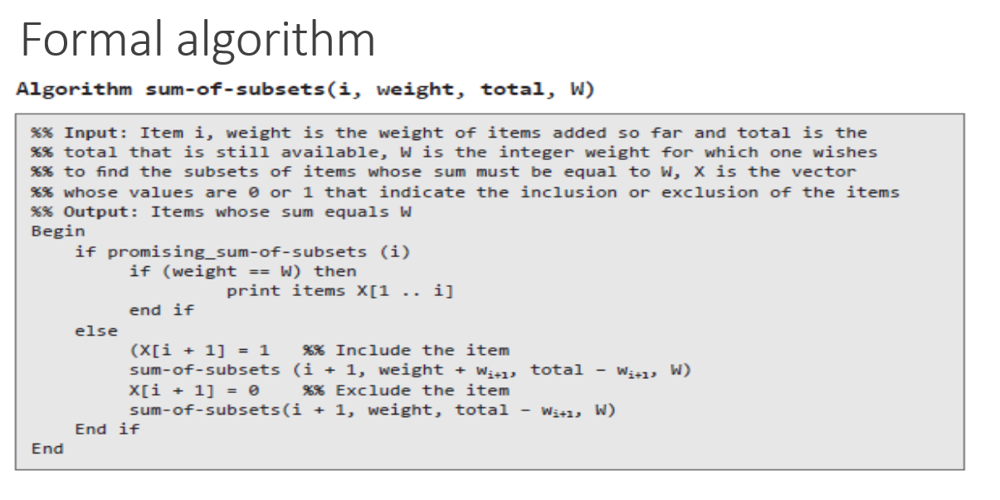 Formal algorithm
Algorithm sum-of-subsets(i, weight, total, W)
%% Input: Item i, weight is the weight of items added so far and total is the
%% total that is still available, W is the integer weight for which one wishes
%% to find the subsets of items whose sum must be equal to W, X is the vector
%% whose values are 0 or 1 that indicate the inclusion or exclusion of the items
%% Output: Items whose sum equals W
Begin
if promising_sum-of-subsets (i)
if (weight == W) then
print items X[1 .. i]
end if
else
(X[i + 1] = 1 %% Include the item
sum-of-subsets (i + 1, weight + wᵢ₊₁, total − wᵢ₊₁, W)
X[i + 1] = 0 %% Exclude the item
sum-of-subsets(i + 1, weight, total − wᵢ₊₁, W)
End if
End